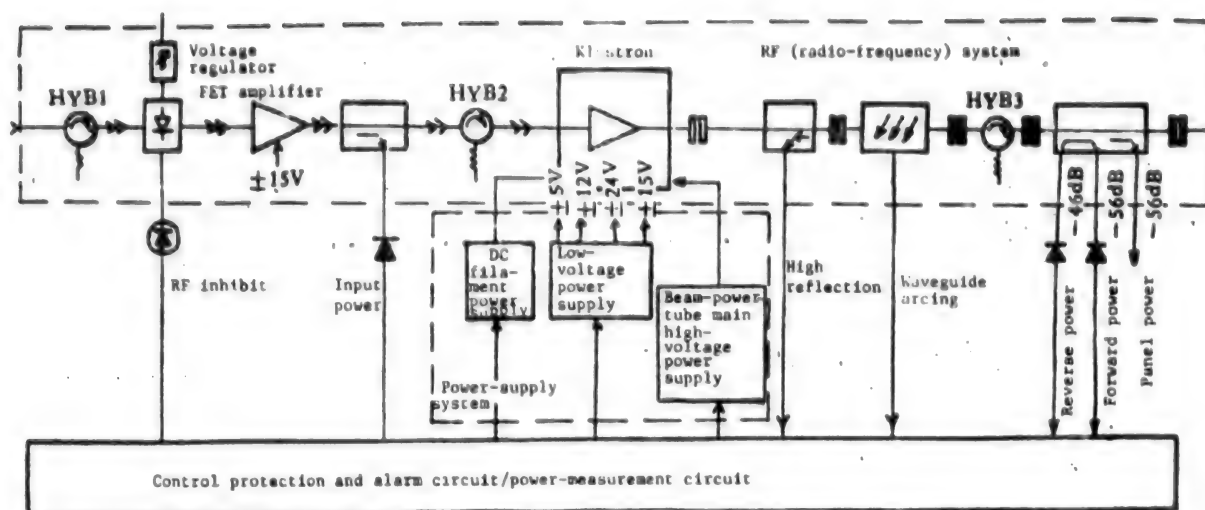 Voltage
regulator
HYB1
FET amplifier
±15V
HYB2
RF (radio-frequency) system
HYB3
+5V
±12V
+24V
±15V
-46dB
-56dB
-56dB
RF inhibit
Input
power
DC
fila-
ment
power
supply
Low-
voltage
power
supply
Beam-power-
tube main
high-
voltage
power
supply
Power-supply
system
High
reflection
Waveguide
arcing
Reverse power
Forward power
Panel power
Control protection and alarm circuit/power-measurement circuit